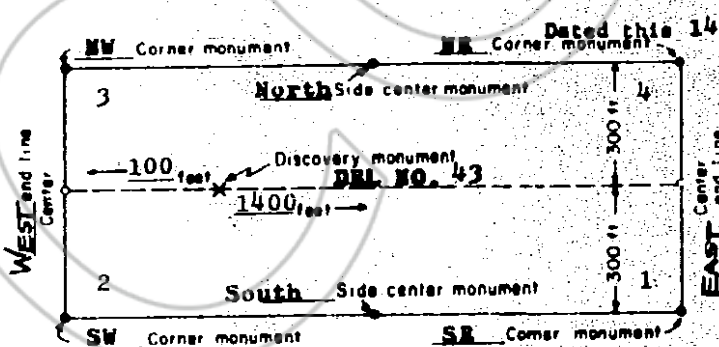 Dated this 14
NW Corner monument
NE Corner monument
3
North Side center monument
4
300 ft
100 feet
Discovery monument
DEL NO. 43
WEST end line
Center
EAST end line
Center
1400 feet
300 ft
2
South Side center monument
1
SW Corner monument
SE Corner monument